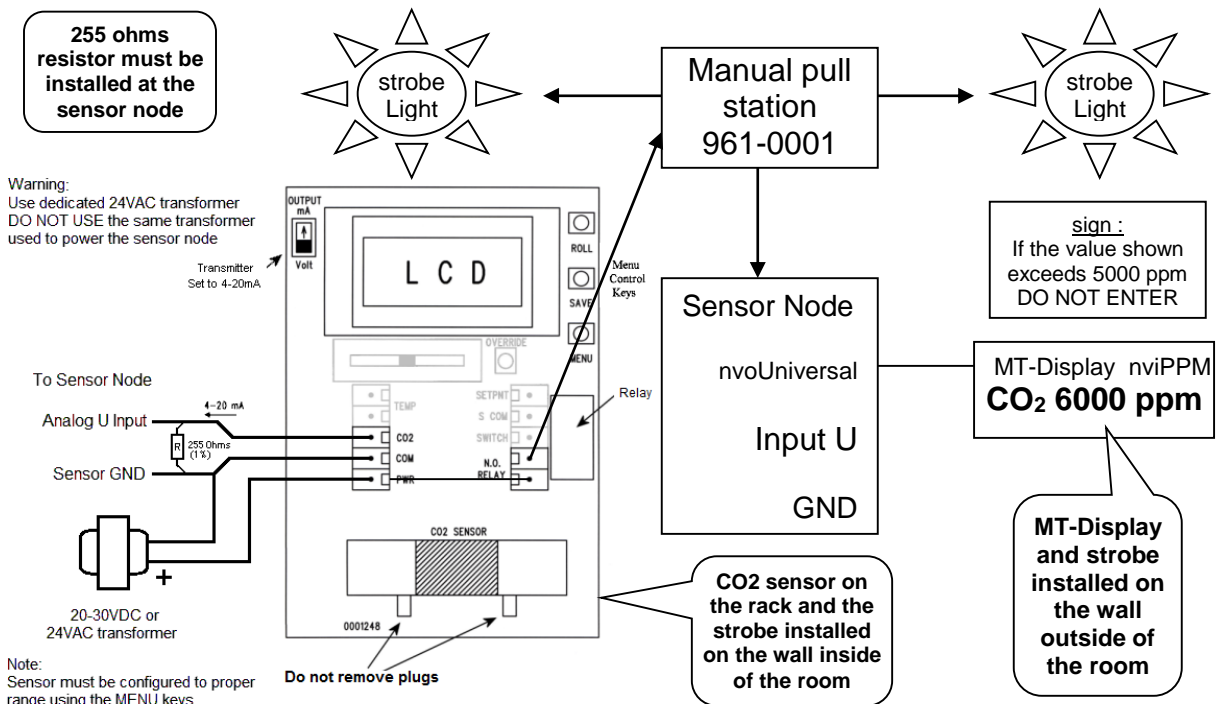 255 ohms
resistor must be
installed at the
sensor node
strobe
Light
Manual pull
station
961-0001
strobe
Light
Warning:
Use dedicated 24VAC transformer
DO NOT USE the same transformer
used to power the sensor node
OUTPUT
mA
Volt
Transmitter
Set to 4-20mA
L C D
ROLL
SAVE
MENU
Menu
Control
Keys
OVERRIDE
sign :
If the value shown
exceeds 5000 ppm
DO NOT ENTER
Sensor Node
nvoUniversal
Input U
GND
MT-Display nviPPM
CO₂ 6000 ppm
To Sensor Node
4-20 mA
Analog U Input
R
255 Ohms
(1%)
Sensor GND
TEMP
CO2
COM
PWR
SETPNT
S COM
SWITCH
N.O.
RELAY
Relay
+
20-30VDC or
24VAC transformer
CO2 SENSOR
0001248
Do not remove plugs
CO2 sensor on
the rack and the
strobe installed
on the wall inside
of the room
MT-Display
and strobe
installed on
the wall
outside of
the room
Note:
Sensor must be configured to proper
range using the MENU keys